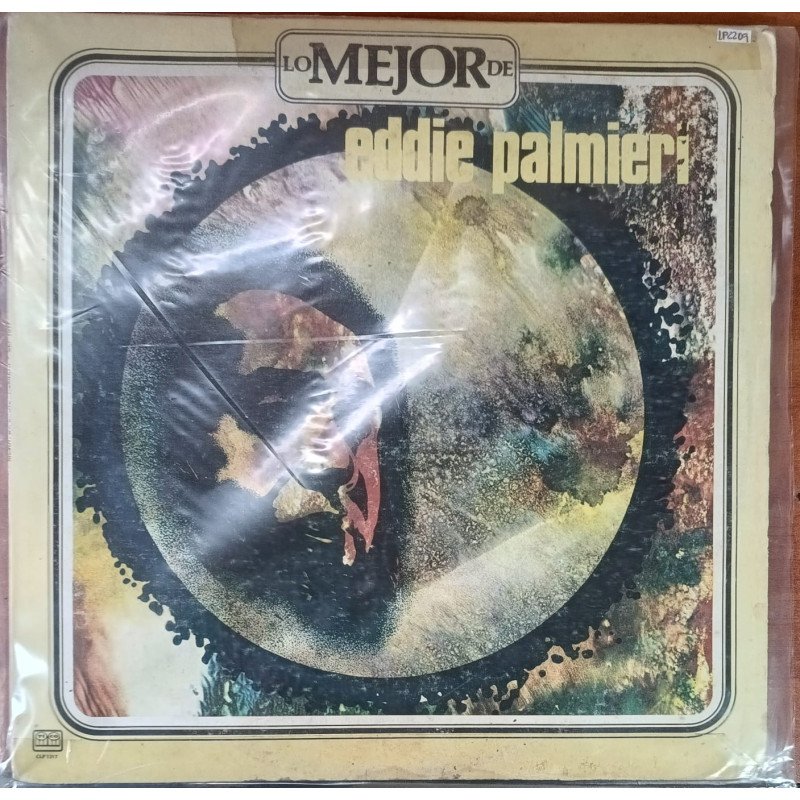 LP2209
LO MEJOR DE
eddie palmieri